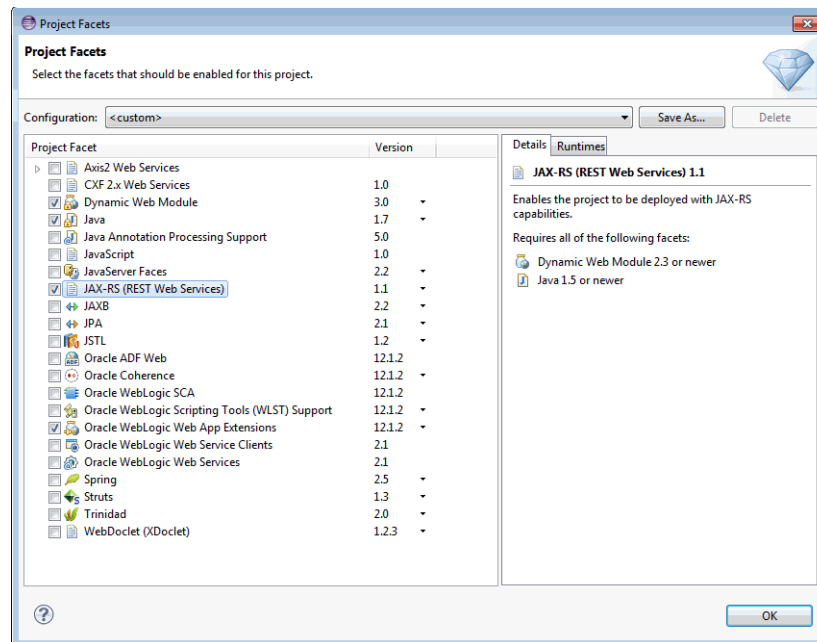 Project Facets
Project Facets
Select the facets that should be enabled for this project.
Configuration: <custom> Save As... Delete
Project Facet Version
Axis2 Web Services
CXF 2.x Web Services 1.0
Dynamic Web Module 3.0
Java 1.7
Java Annotation Processing Support 5.0
JavaScript 1.0
JavaServer Faces 2.2
JAX-RS (REST Web Services) 1.1
JAXB 2.2
JPA 2.1
JSTL 1.2
Oracle ADF Web 12.1.2
Oracle Coherence 12.1.2
Oracle WebLogic SCA 12.1.2
Oracle WebLogic Scripting Tools (WLST) Support 12.1.2
Oracle WebLogic Web App Extensions 12.1.2
Oracle WebLogic Web Service Clients 2.1
Oracle WebLogic Web Services 2.1
Spring 2.5
Struts 1.3
Trinidad 2.0
WebDoclet (XDoclet) 1.2.3
Details Runtimes
JAX-RS (REST Web Services) 1.1
Enables the project to be deployed with JAX-RS
capabilities.
Requires all of the following facets:
Dynamic Web Module 2.3 or newer
Java 1.5 or newer
OK